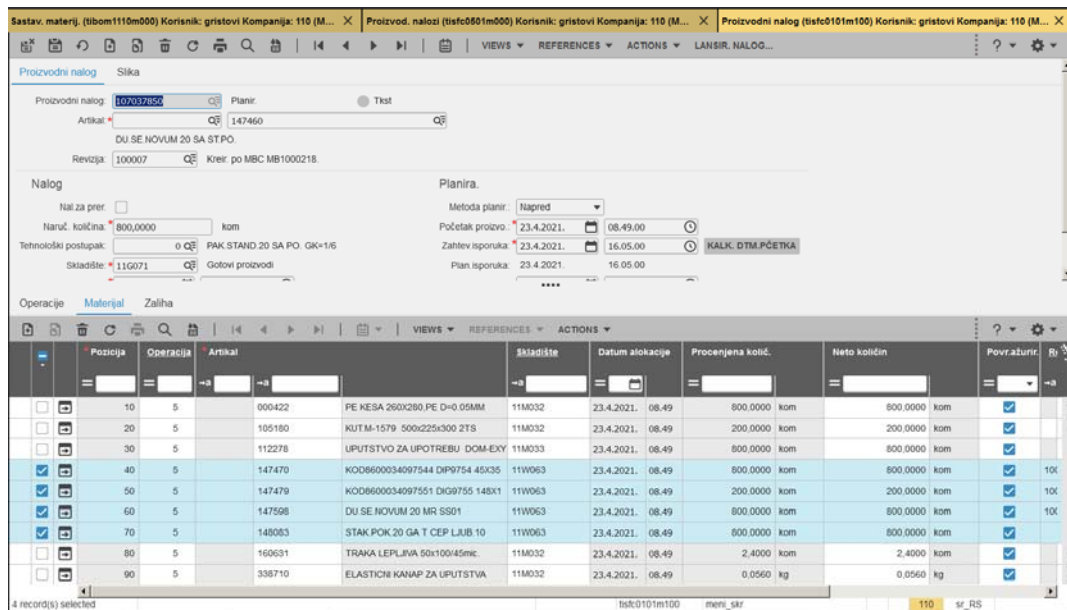 Sastav. materij. (tibom1110m000) Korisnik: gristovi Kompanija: 110 (M... Proizvod. nalozi (tisfc0501m000) Korisnik: gristovi Kompanija: 110 (M... Proizvodni nalog (tisfc0101m100) Korisnik: gristovi Kompanija: 110 (M...
VIEWS REFERENCES ACTIONS LANSIR. NALOG...
Proizvodni nalog Slika
Proizvodni nalog: 107037850 Planir. Tkst
Artikal: 147460
DU.SE.NOVUM 20 SA ST.PO.
Revizija: 100007 Kreir. po MBC MB1000218.
Nalog Planira.
Nal.za prer. Metoda planir.: Napred
Naruč. količina: 800,0000 kom Početak proizvo.: 23.4.2021. 08.49.00
Tehnološki postupak: 0 PAK.STAND.20 SA PO. GK=1/6 Zahtev.isporuka: 23.4.2021. 16.05.00 KALK. DTM.PČETKA
Skladište: 11G071 Gotovi proizvodi Plan.isporuka: 23.4.2021. 16.05.00
Operacije Materijal Zaliha
VIEWS REFERENCES ACTIONS
Pozicija Operacija Artikal Skladište Datum alokacije Procenjena količ. Neto količin Povr.ažurir.
10 5 000422 PE KESA 260X280,PE D=0.05MM 11M032 23.4.2021. 08.49 800,0000 kom 800,0000 kom
20 5 105180 KUT.M-1579 500x225x300 2TS 11M032 23.4.2021. 08.49 200,0000 kom 200,0000 kom
30 5 112278 UPUTSTVO ZA UPOTREBU DOM-EXY 11M033 23.4.2021. 08.49 800,0000 kom 800,0000 kom
40 5 147470 KOD8600034097544 DIP9754 45X35 11W063 23.4.2021. 08.49 800,0000 kom 800,0000 kom
50 5 147479 KOD8600034097551 DIG9755 148X1 11W063 23.4.2021. 08.49 200,0000 kom 200,0000 kom
60 5 147598 DU.SE.NOVUM 20 MR SS01 11W063 23.4.2021. 08.49 800,0000 kom 800,0000 kom
70 5 148083 STAK.POK.20 GA T CEP LJUB.10 11W063 23.4.2021. 08.49 800,0000 kom 800,0000 kom
80 5 160631 TRAKA LEPLJIVA 50x100/45mic. 11M032 23.4.2021. 08.49 2,4000 kom 2,4000 kom
90 5 338710 ELASTICNI KANAP ZA UPUTSTVA 11M032 23.4.2021. 08.49 0,0560 kg 0,0560 kg
4 record(s) selected tisfc0101m100 meni_skr 110 sr_RS